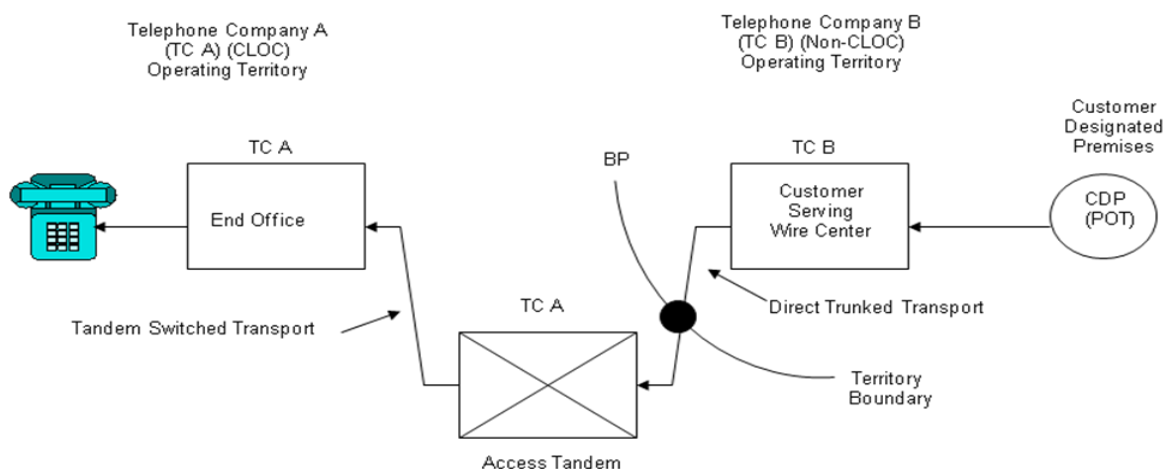 Telephone Company A
(TC A) (CLOC)
Operating Territory
Telephone Company B
(TC B) (Non-CLOC)
Operating Territory
Customer
Designated
Premises
TC A
BP
TC B
End Office
Customer
Serving
Wire Center
CDP
(POT)
Tandem Switched Transport
TC A
Direct Trunked Transport
Territory
Boundary
Access Tandem